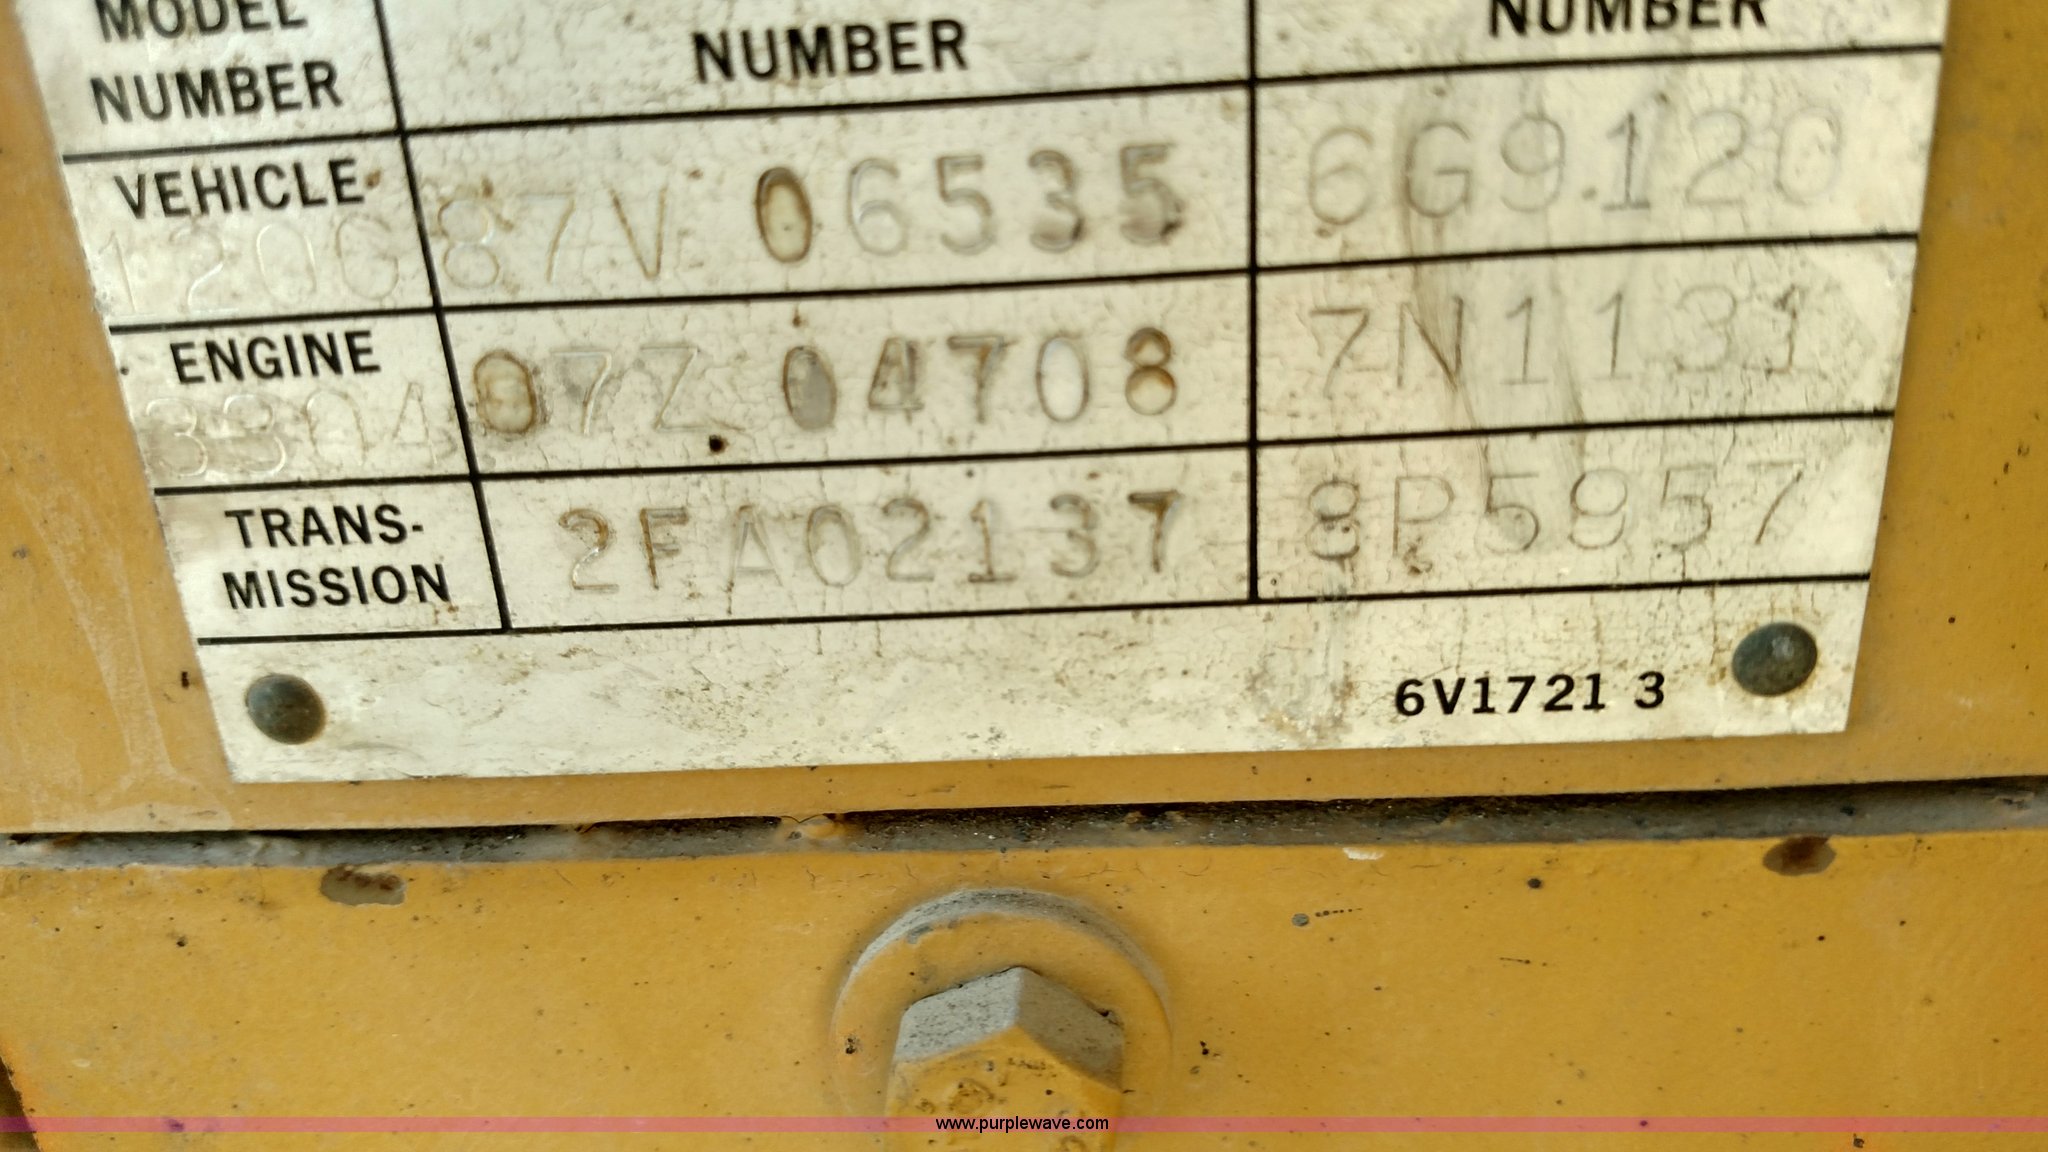 MODEL
NUMBER
NUMBER
NUMBER
VEHICLE
120G
87V 06535
6G9120
ENGINE
3304
07Z 04708
7N1131
TRANS-
MISSION
2FA02137
8P5957
6V1721 3
www.purplewave.com